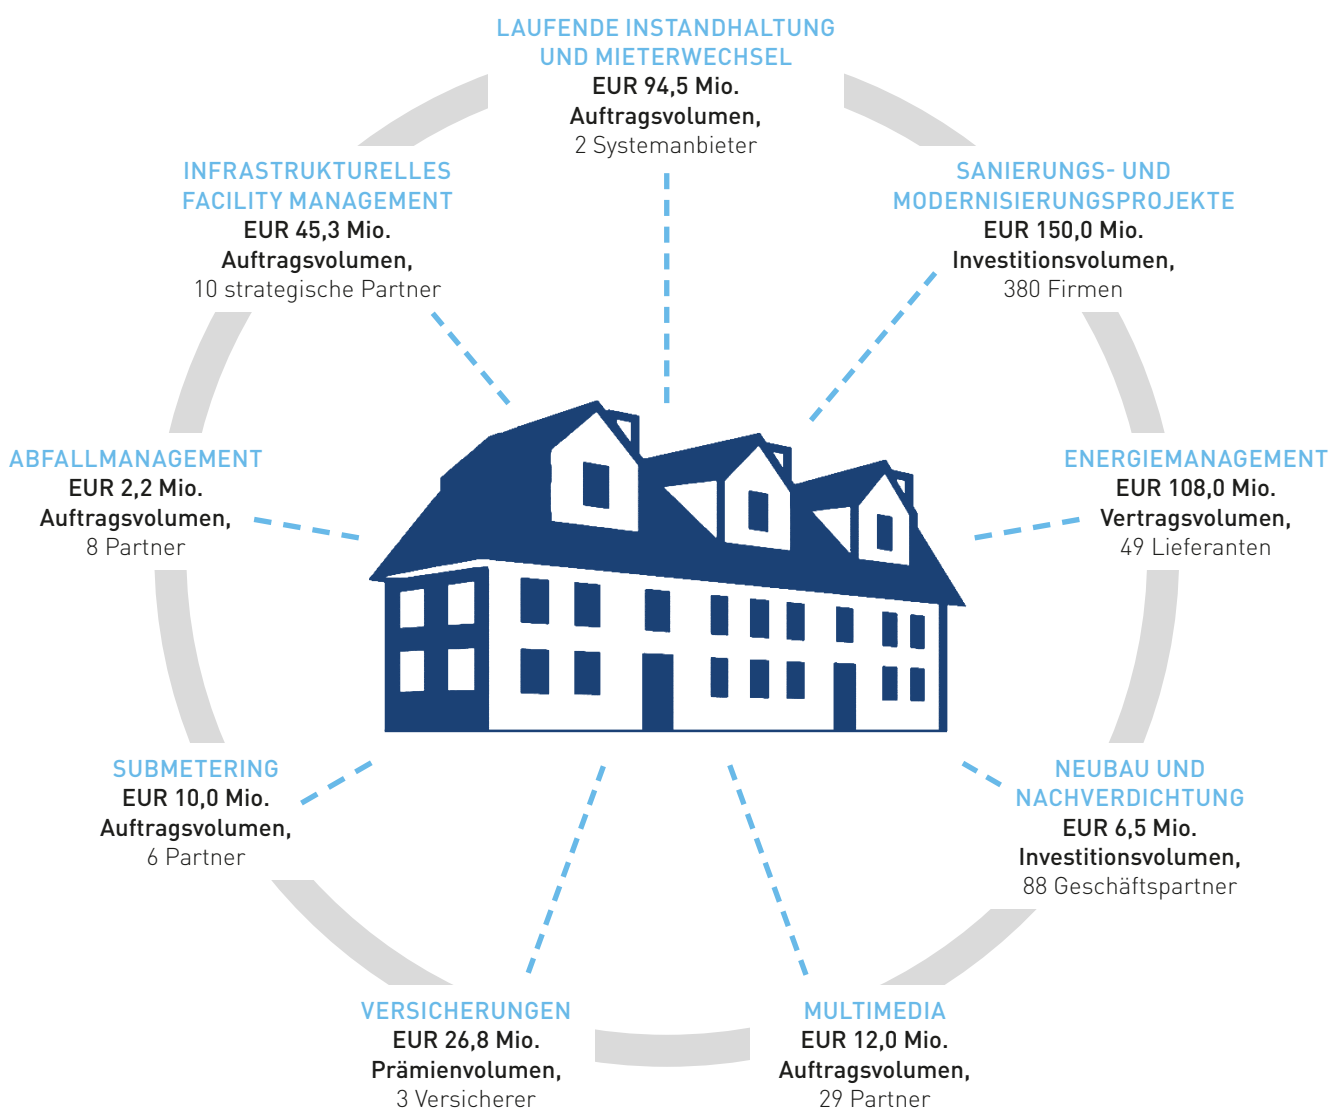 LAUFENDE INSTANDHALTUNG
UND MIETERWECHSEL
EUR 94,5 Mio.
Auftragsvolumen,
2 Systemanbieter
INFRASTRUKTURELLES
FACILITY MANAGEMENT
EUR 45,3 Mio.
Auftragsvolumen,
10 strategische Partner
SANIERUNGS- UND
MODERNISIERUNGSPROJEKTE
EUR 150,0 Mio.
Investitionsvolumen,
380 Firmen
ABFALLMANAGEMENT
EUR 2,2 Mio.
Auftragsvolumen,
8 Partner
ENERGIEMANAGEMENT
EUR 108,0 Mio.
Vertragsvolumen,
49 Lieferanten
SUBMETERING
EUR 10,0 Mio.
Auftragsvolumen,
6 Partner
NEUBAU UND
NACHVERDICHTUNG
EUR 6,5 Mio.
Investitionsvolumen,
88 Geschäftspartner
VERSICHERUNGEN
EUR 26,8 Mio.
Prämienvolumen,
3 Versicherer
MULTIMEDIA
EUR 12,0 Mio.
Auftragsvolumen,
29 Partner